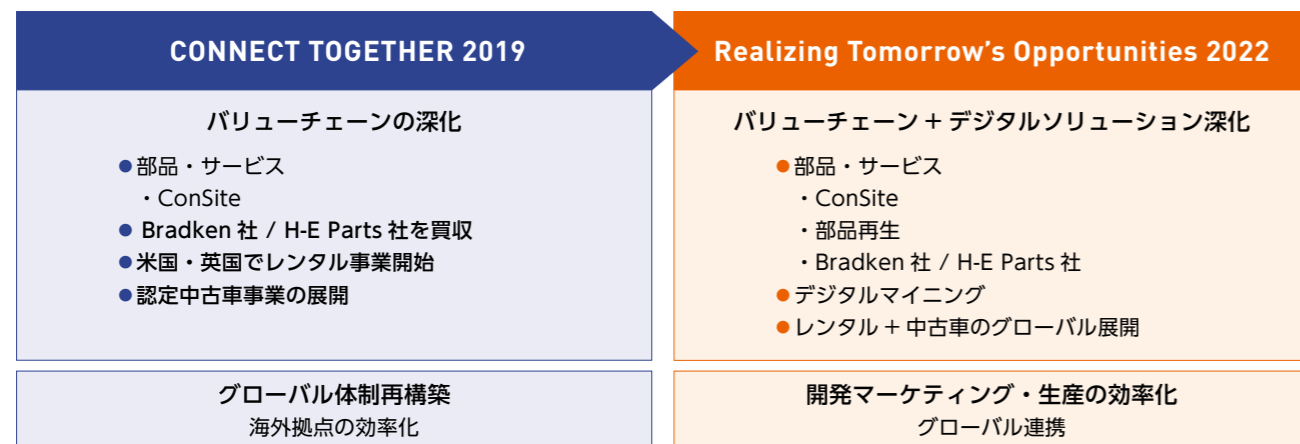 CONNECT TOGETHER 2019
バリューチェーンの深化
●部品・サービス
・ConSite
● Bradken 社 / H-E Parts 社を買収
●米国・英国でレンタル事業開始
●認定中古車事業の展開
グローバル体制再構築
海外拠点の効率化
Realizing Tomorrow's Opportunities 2022
バリューチェーン + デジタルソリューション深化
●部品・サービス
・ConSite
・部品再生
・Bradken 社 / H-E Parts 社
●デジタルマイニング
●レンタル + 中古車のグローバル展開
開発マーケティング・生産の効率化
グローバル連携